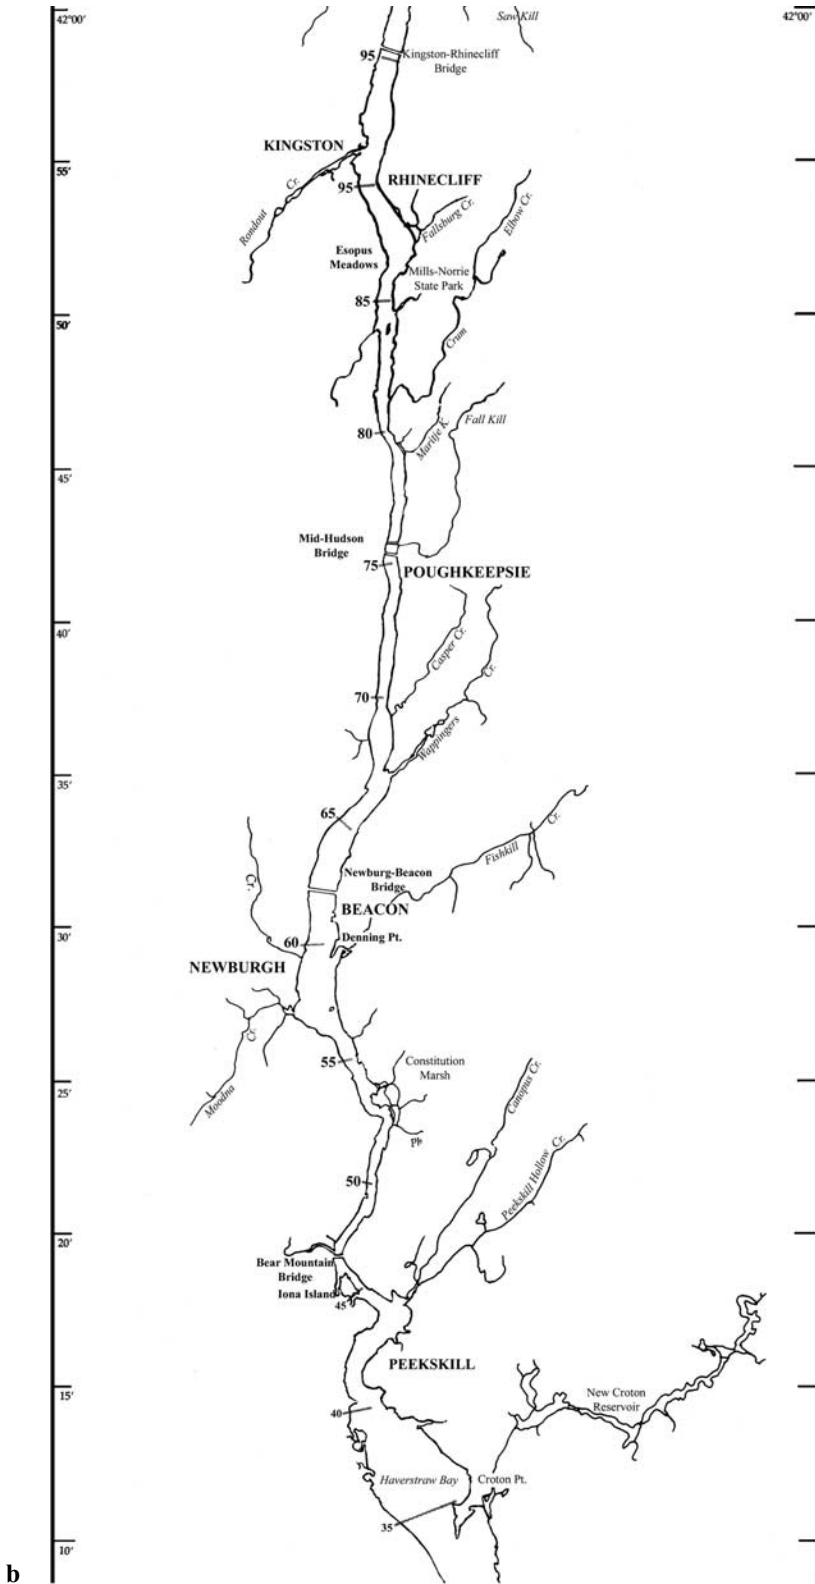 42°00′
42°00′
Saw Kill
95
Kingston-Rhinecliff
Bridge
KINGSTON
55′
Cr.
Rondout
95
RHINECLIFF
Fallsburg Cr.
Elbow Cr.
Esopus
Meadows
Mills-Norrie
State Park
85
50′
Crum
80
Maritje K.
Fall Kill
45′
Mid-Hudson
Bridge
75
POUGHKEEPSIE
40′
Casper Cr.
Cr.
70
Wappingers
35′
65
Cr.
Fishkill
Newburg-Beacon
Bridge
Cr.
BEACON
30′
60
Denning Pt.
NEWBURGH
Cr.
Moodna
55
Constitution
Marsh
25′
Canopus Cr.
Ph
Peekskill Hollow Cr.
50
20′
Bear Mountain
Bridge
Iona Island
45
PEEKSKILL
15′
40
New Croton
Reservoir
Haverstraw Bay
Croton Pt.
35
10′
b